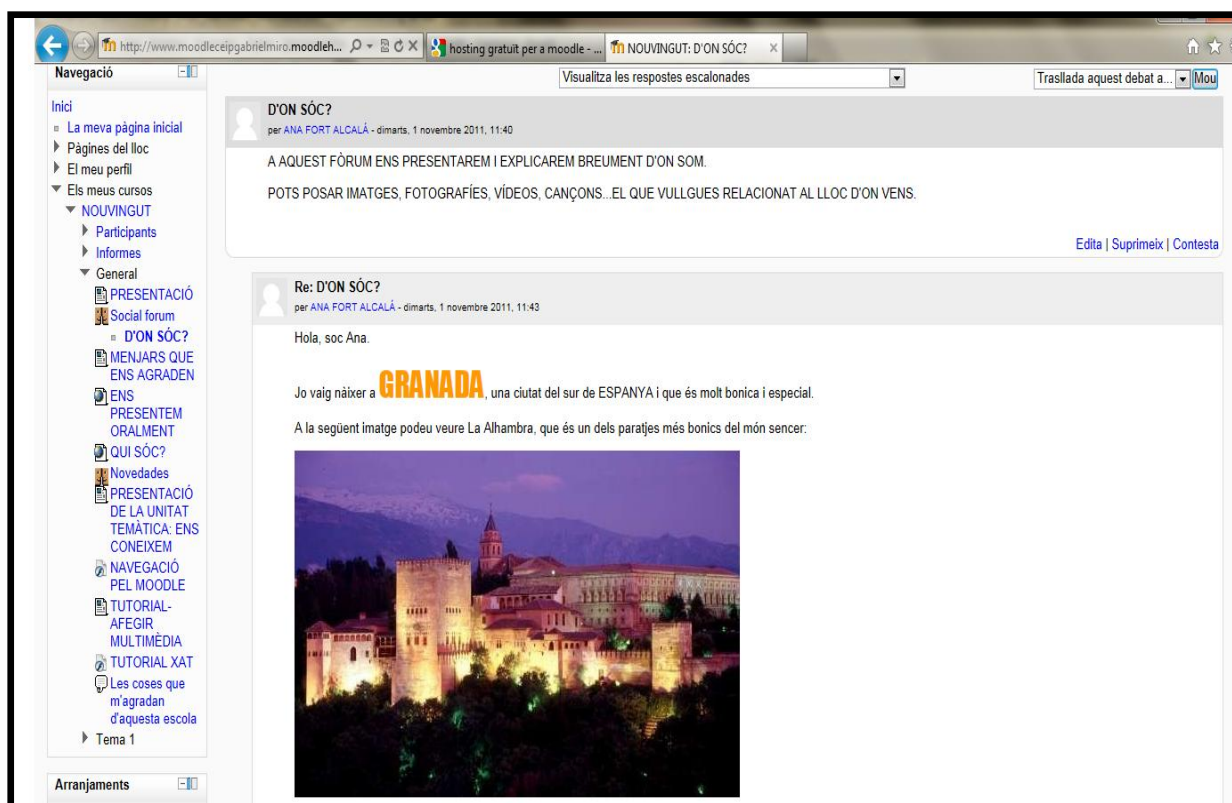 http://www.moodleceipgabrielmiro.moodleh...
hosting gratuït per a moodle - ...
NOUVINGUT: D'ON SÓC?
Navegació
Inici
La meva pàgina inicial
Pàgines del lloc
El meu perfil
Els meus cursos
NOUVINGUT
Participants
Informes
General
PRESENTACIÓ
Social forum
D'ON SÓC?
MENJARS QUE
ENS AGRADEN
ENS
PRESENTEM
ORALMENT
QUI SÓC?
Novedades
PRESENTACIÓ
DE LA UNITAT
TEMÀTICA: ENS
CONEIXEM
NAVEGACIÓ
PEL MOODLE
TUTORIAL-
AFEGIR
MULTIMÈDIA
TUTORIAL XAT
Les coses que
m'agradan
d'aquesta escola
Tema 1
Arranjaments
Visualitza les respostes escalonades
Trasllada aquest debat a... Mou
D'ON SÓC?
per ANA FORT ALCALÁ - dimarts, 1 novembre 2011, 11:40
A AQUEST FÒRUM ENS PRESENTAREM I EXPLICAREM BREUMENT D'ON SOM.
POTS POSAR IMATGES, FOTOGRAFÍES, VÍDEOS, CANÇONS...EL QUE VULLGUES RELACIONAT AL LLOC D'ON VENS.
Edita | Suprimeix | Contesta
Re: D'ON SÓC?
per ANA FORT ALCALÁ - dimarts, 1 novembre 2011, 11:43
Hola, soc Ana.
Jo vaig nàixer a GRANADA, una ciutat del sur de ESPANYA i que és molt bonica i especial.
A la següent imatge podeu veure La Alhambra, que és un dels paratjes més bonics del món sencer: